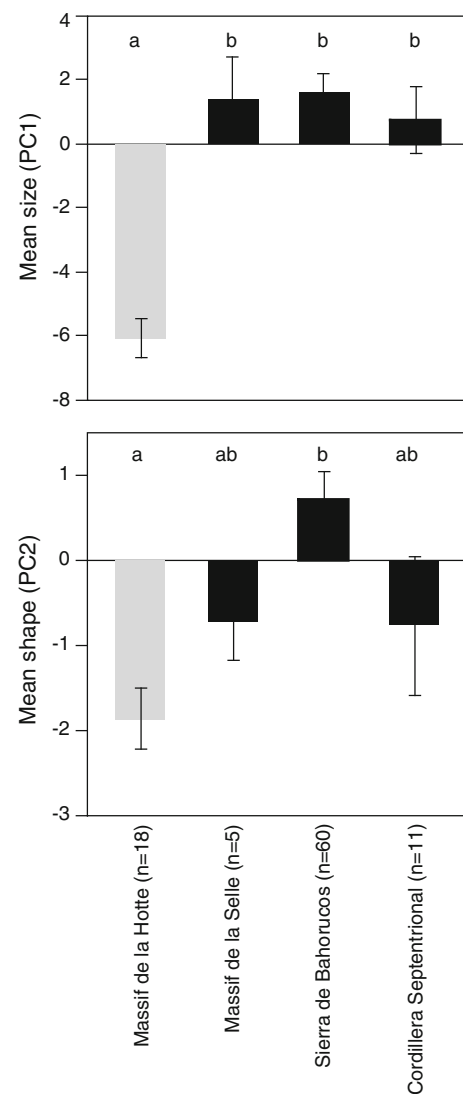 4
a b b b
2
0
-2
-4
-6
-8
Mean size (PC1)
a ab b ab
1
0
-1
-2
-3
Mean shape (PC2)
Massif de la Hotte (n=18)
Massif de la Selle (n=5)
Sierra de Bahorucos (n=60)
Cordillera Septentrional (n=11)